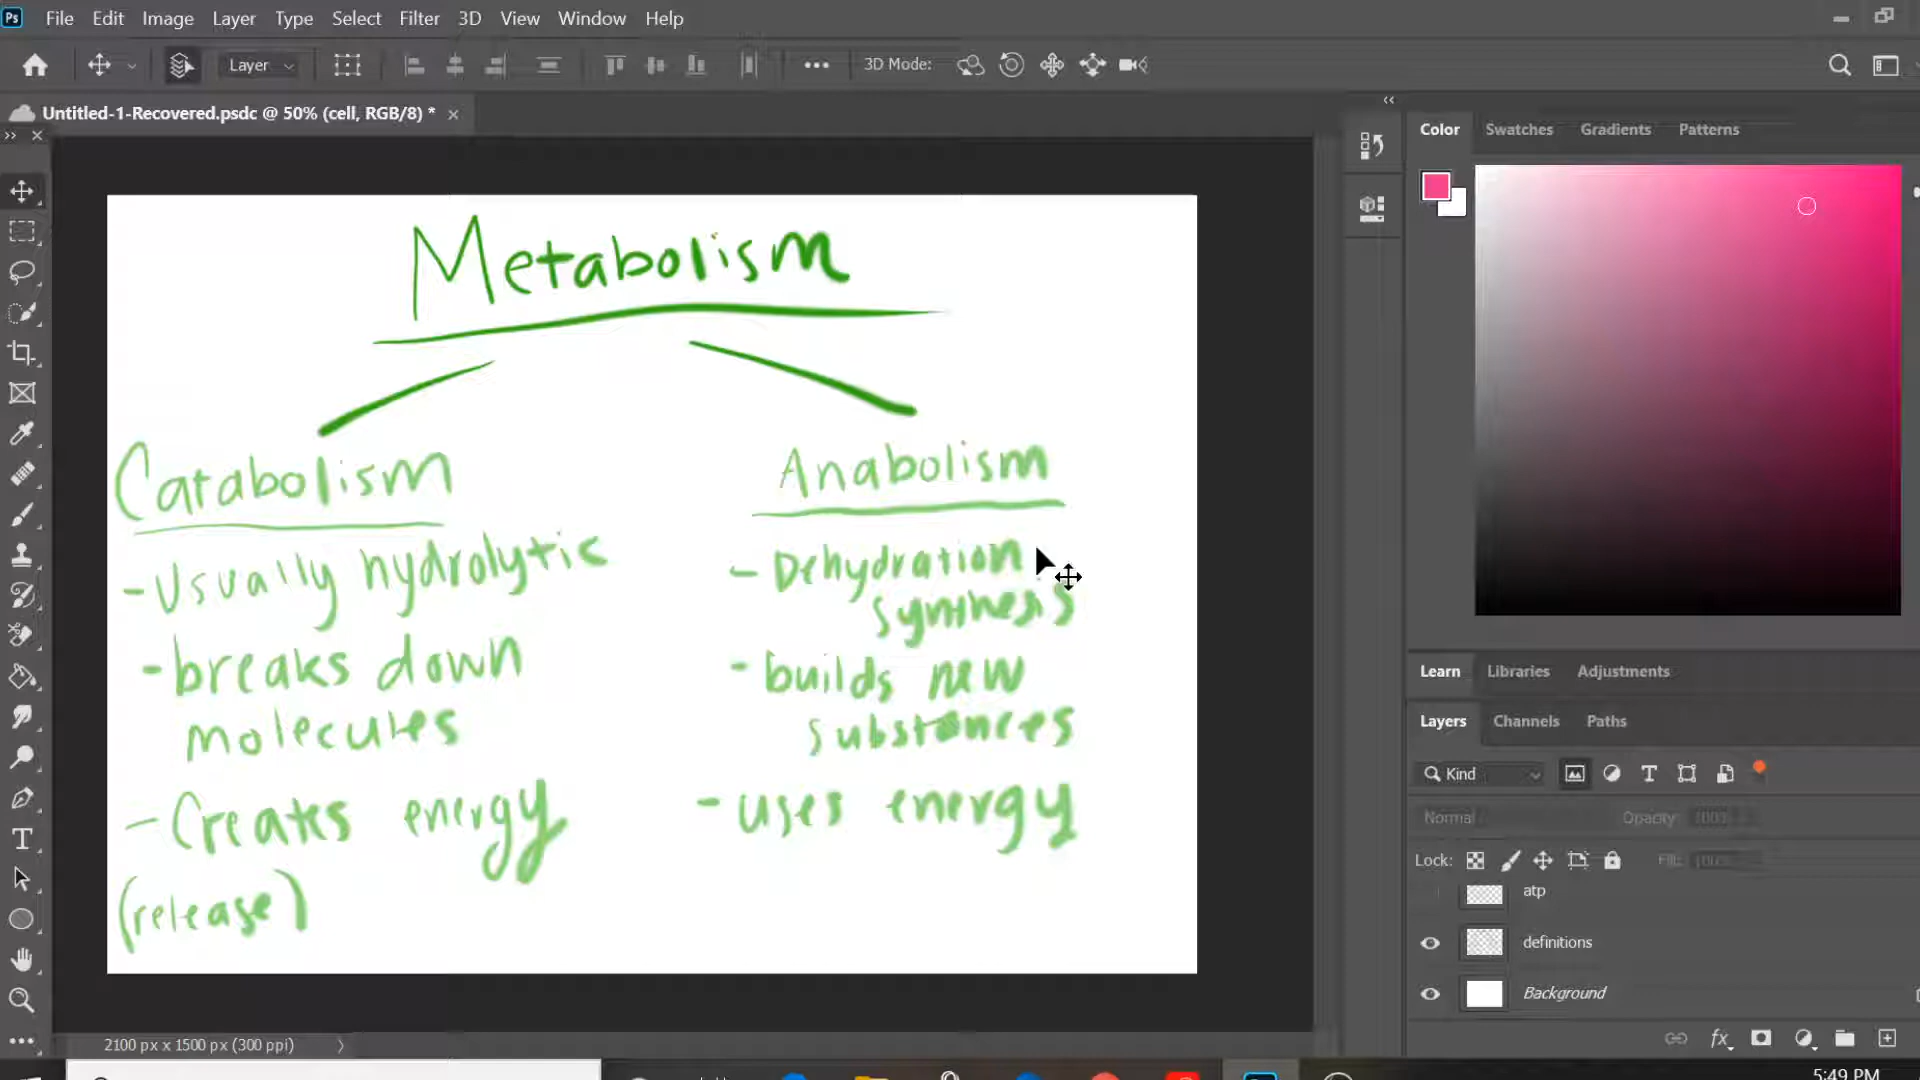 Ps File Edit Image Layer Type Select Filter 3D View Window Help
Layer 3D Mode:
Untitled-1-Recovered.psdc @ 50% (cell, RGB/8) *
Color Swatches Gradients Patterns
Metabolism
Catabolism
- Usually hydrolytic
- breaks down
molecules
- Creates energy
(release)
Anabolism
- Dehydration
synthesis
- builds new
substances
- uses energy
Learn Libraries Adjustments
Layers Channels Paths
Kind
Normal Opacity: 100%
Lock: Fill:
atp
definitions
Background
fx
2100 px x 1500 px (300 ppi)
5:49 PM